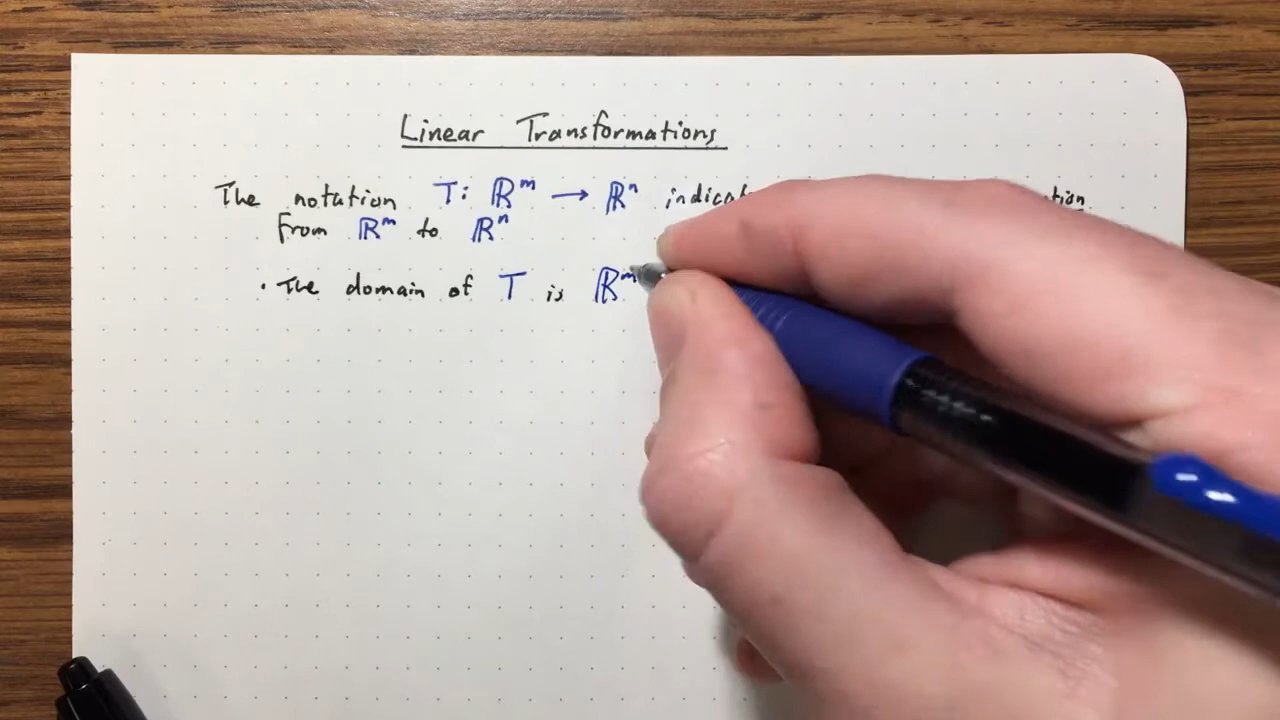 Linear Transformations
The notation T: ℝᵐ → ℝⁿ
from ℝᵐ to ℝⁿ
• The domain of T is ℝᵐ